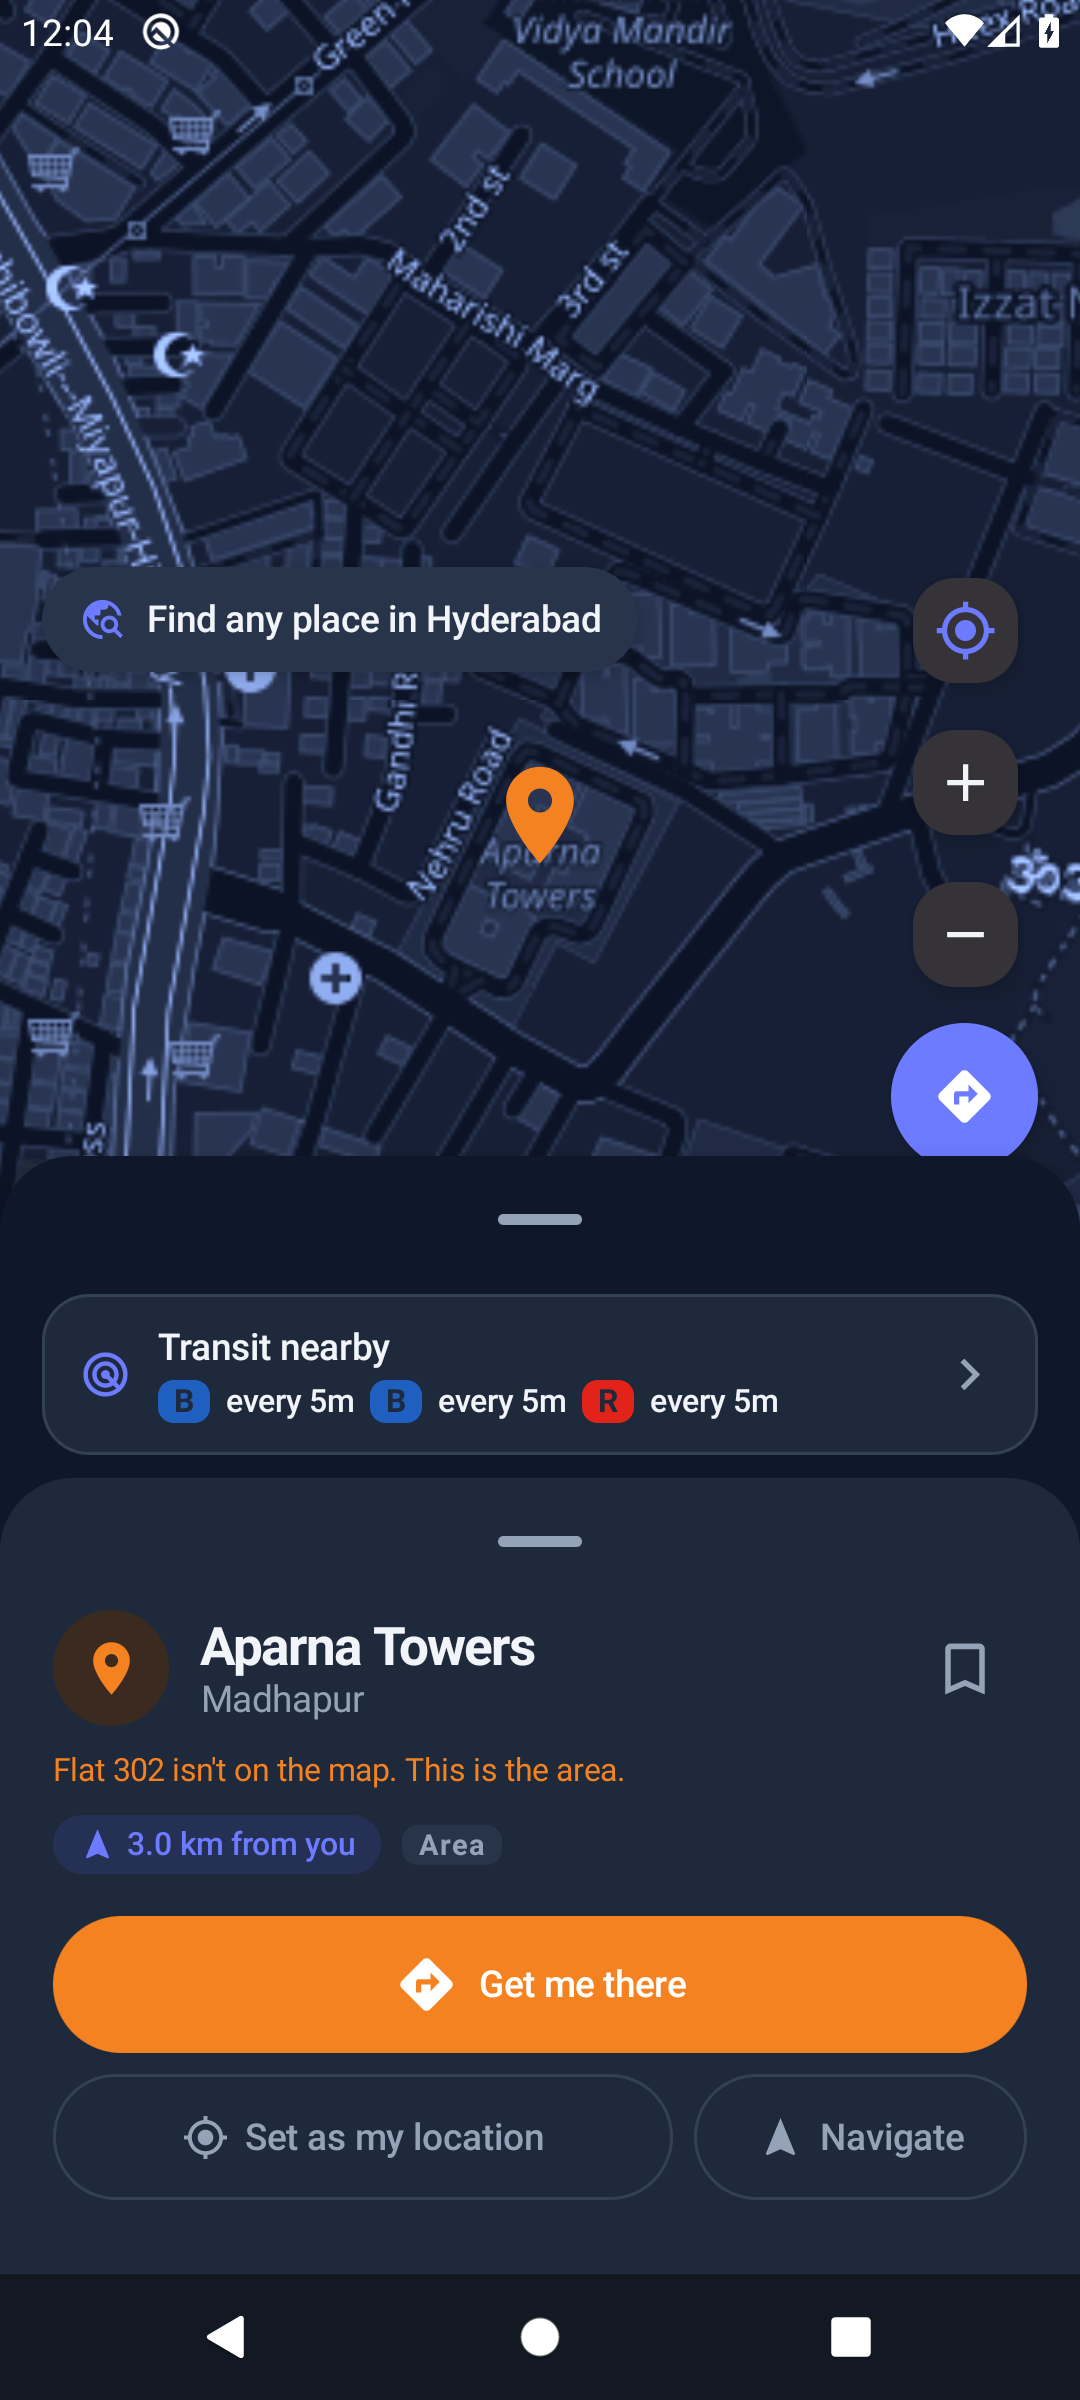 12:04
Green
Vidya Mandir
School
2nd st
3rd st
Maharishi Marg
Izzat
Miyapur
Find any place in Hyderabad
Gandhi R
Nehru Road
Aparna
Towers
ss
Transit nearby
B every 5m B every 5m R every 5m
Aparna Towers
Madhapur
Flat 302 isn't on the map. This is the area.
3.0 km from you Area
Get me there
Set as my location Navigate